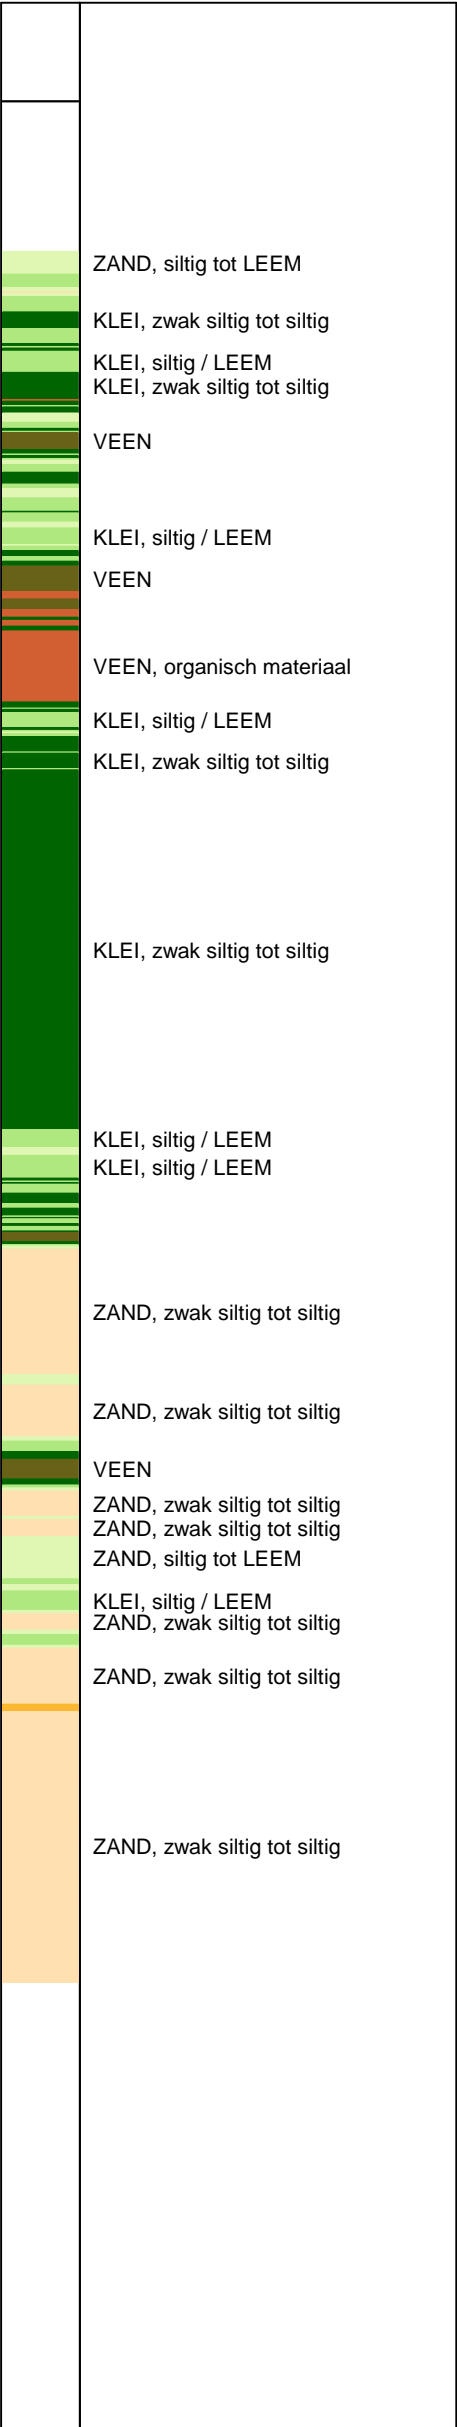 ZAND, siltig tot LEEM
KLEI, zwak siltig tot siltig
KLEI, siltig / LEEM
KLEI, zwak siltig tot siltig
VEEN
KLEI, siltig / LEEM
VEEN
VEEN, organisch materiaal
KLEI, siltig / LEEM
KLEI, zwak siltig tot siltig
KLEI, zwak siltig tot siltig
KLEI, siltig / LEEM
KLEI, siltig / LEEM
ZAND, zwak siltig tot siltig
ZAND, zwak siltig tot siltig
VEEN
ZAND, zwak siltig tot siltig
ZAND, zwak siltig tot siltig
ZAND, siltig tot LEEM
KLEI, siltig / LEEM
ZAND, zwak siltig tot siltig
ZAND, zwak siltig tot siltig
ZAND, zwak siltig tot siltig